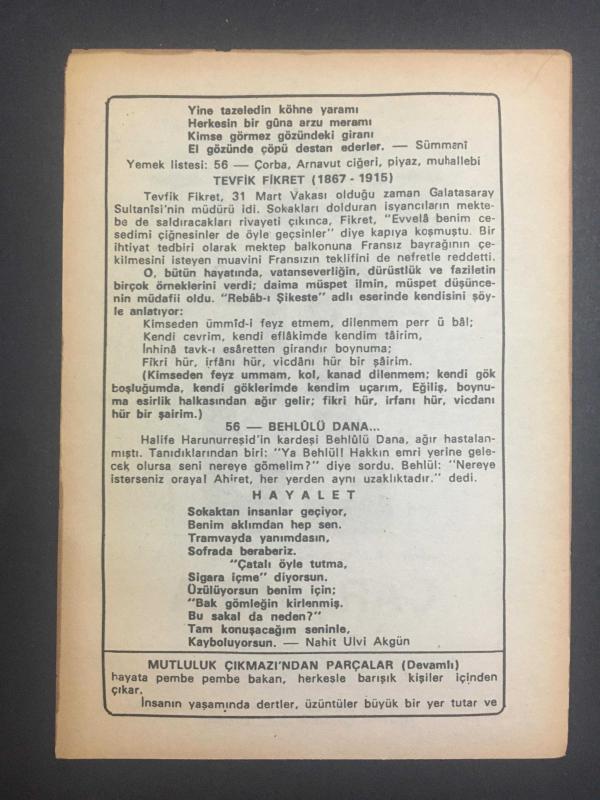 Yine tazeledin köhne yaramı
Herkesin bir gûna arzu meramı
Kimse görmez gözündeki giranı
El gözünde çöpü destan ederler. — Sümmanî
Yemek listesi: 56 — Çorba, Arnavut ciğeri, piyaz, muhallebi
TEVFİK FİKRET (1867 - 1915)
Tevfik Fikret, 31 Mart Vakası olduğu zaman Galatasaray
Sultanîsi'nin müdürü idi. Sokakları dolduran isyancıların mekte-
be de saldıracakları rivayeti çıkınca, Fikret, "Evvelâ benim ce-
sedimi çiğnesinler de öyle geçsinler" diye kapıya koşmuştu. Bir
ihtiyat tedbiri olarak mektep balkonuna Fransız bayrağının çe-
kilmesini isteyen muavini Fransızın teklifini de nefretle reddetti.
O, bütün hayatında, vatanseverliğin, dürüstlük ve faziletin
birçok örneklerini verdi; daima müspet ilmin, müspet düşünce-
nin müdafii oldu. "Rebâb-ı Şikeste" adlı eserinde kendisini şöy-
le anlatıyor:
Kimseden ümmîd-i feyz etmem, dilenmem perr ü bâl;
Kendi cevrim, kendi eflâkimde kendim tâirim,
İnhinâ tavk-ı esâretten girandır boynuma;
Fikri hür, irfânı hür, vicdânı hür bir şâirim.
(Kimseden feyz ummam, kol, kanad dilenmem; kendi gök
boşluğumda, kendi göklerimde kendim uçarım, Eğiliş, boynu-
ma esirlik halkasından ağır gelir; fikri hür, irfanı hür, vicdanı
hür bir şairim.)
56 — BEHLÛLÜ DANA...
Halife Harunurreşid'in kardeşi Behlûlü Dana, ağır hastalan-
mıştı. Tanıdıklarından biri: "Ya Behlül! Hakkın emri yerine gele-
cek olursa seni nereye gömelim?" diye sordu. Behlül: "Nereye
isterseniz oraya! Ahiret, her yerden aynı uzaklıktadır." dedi.
HAYALET
Sokaktan insanlar geçiyor,
Benim aklımdan hep sen.
Tramvayda yanımdasın,
Sofrada beraberiz.
"Çatalı öyle tutma,
Sigara içme" diyorsun.
Üzülüyorsun benim için;
"Bak gömleğin kirlenmiş.
Bu sakal da neden?"
Tam konuşacağım seninle,
Kayboluyorsun. — Nahit Ulvi Akgün
MUTLULUK ÇIKMAZI'NDAN PARÇALAR (Devamlı)
hayata pembe pembe bakan, herkesle barışık kişiler içinden
çıkar.
İnsanın yaşamında dertler, üzüntüler büyük bir yer tutar ve